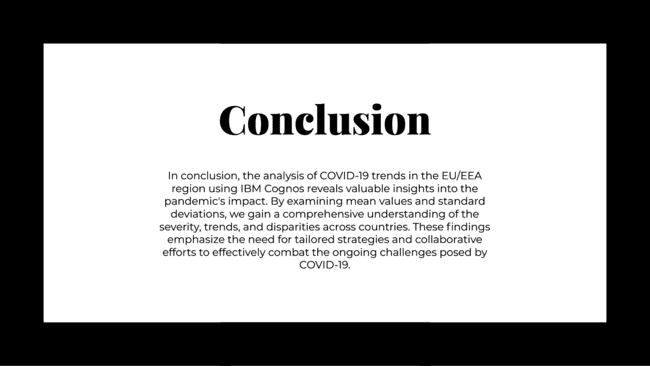 Conclusion
In conclusion, the analysis of COVID-19 trends in the EU/EEA
region using IBM Cognos reveals valuable insights into the
pandemic's impact. By examining mean values and standard
deviations, we gain a comprehensive understanding of the
severity, trends, and disparities across countries. These findings
emphasize the need for tailored strategies and collaborative
efforts to effectively combat the ongoing challenges posed by
COVID-19.